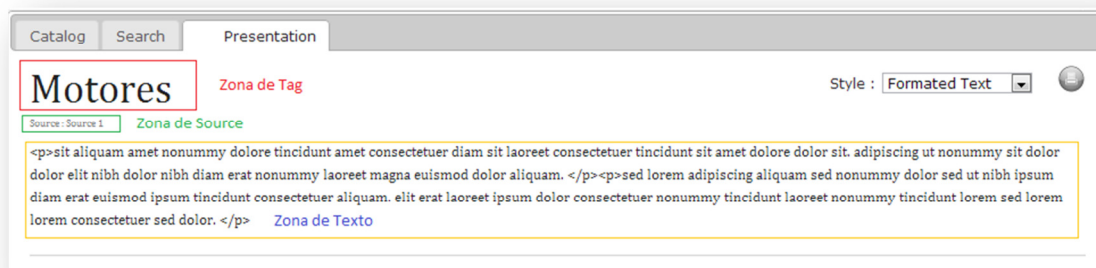 Catalog Search Presentation
Motores Zona de Tag Style : Formated Text
Source : Source 1 Zona de Source
<p>sit aliquam amet nonummy dolore tincidunt amet consectetuer diam sit laoreet consectetuer tincidunt sit amet dolore dolor sit. adipiscing ut nonummy sit dolor
dolor elit nibh dolor nibh diam erat nonummy laoreet magna euismod dolor aliquam. </p><p>sed lorem adipiscing aliquam sed nonummy dolor sed ut nibh ipsum
diam erat euismod ipsum tincidunt consectetuer aliquam. elit erat laoreet ipsum dolor consectetuer nonummy tincidunt laoreet nonummy tincidunt lorem sed lorem
lorem consectetuer sed dolor. </p> Zona de Texto